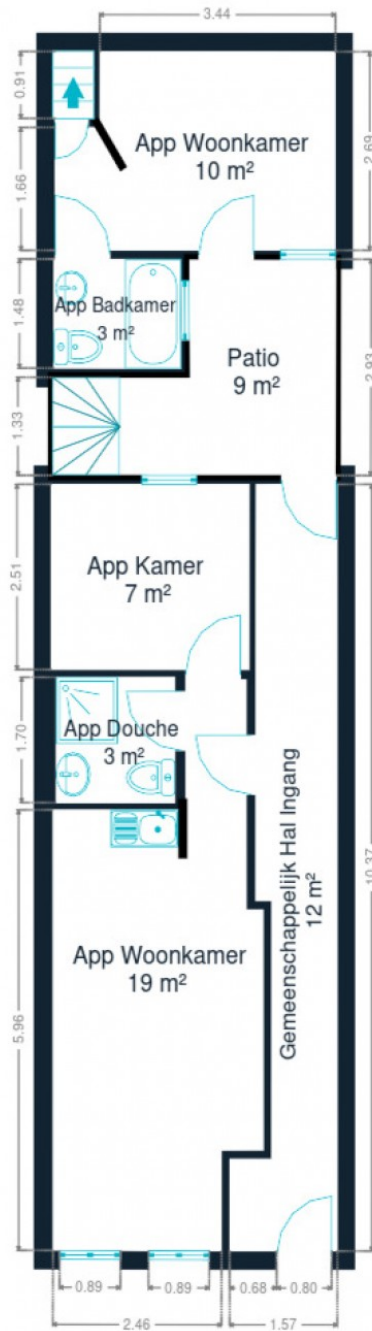 3.44
0.91
App Woonkamer
10 m²
2.69
1.66
App Badkamer
3 m²
1.48
Patio
9 m²
2.93
1.33
App Kamer
7 m²
2.51
App Douche
3 m²
1.70
Gemeenschappelijk Hal Ingang
12 m²
10.37
App Woonkamer
19 m²
5.96
0.89
0.89
0.68
0.80
2.46
1.57